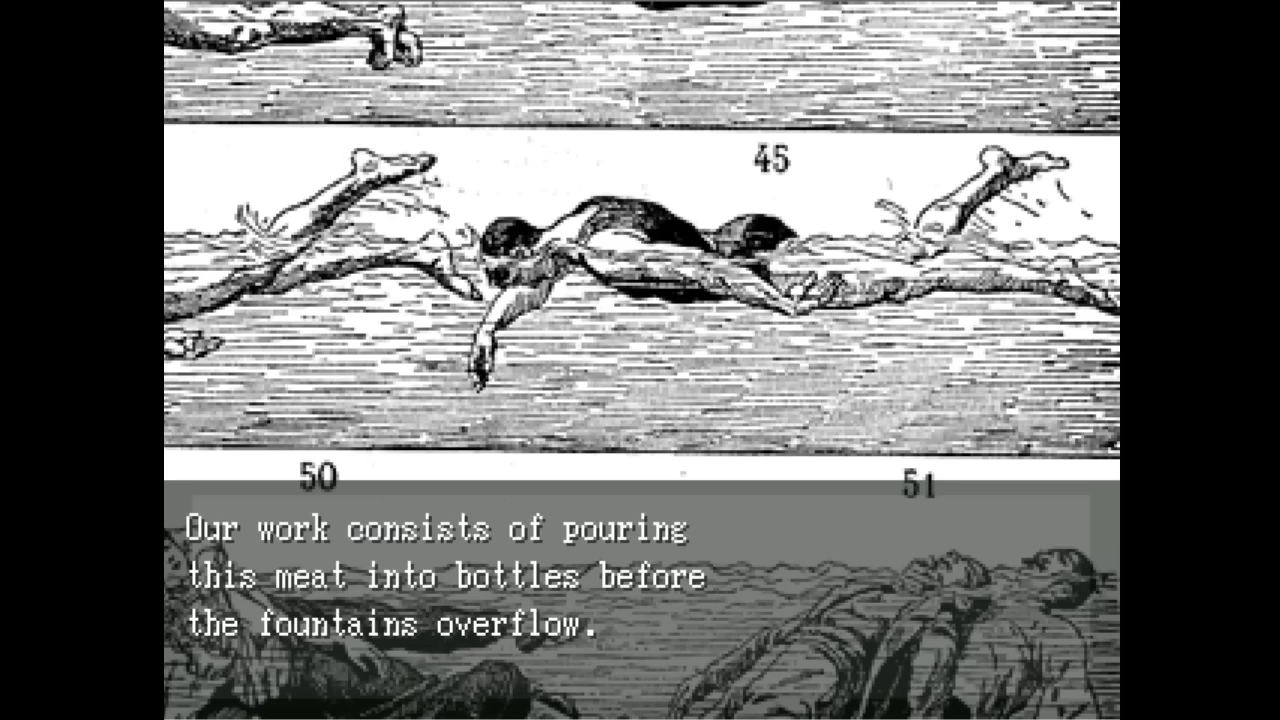 45
50
51
Our work consists of pouring
this meat into bottles before
the fountains overflow.